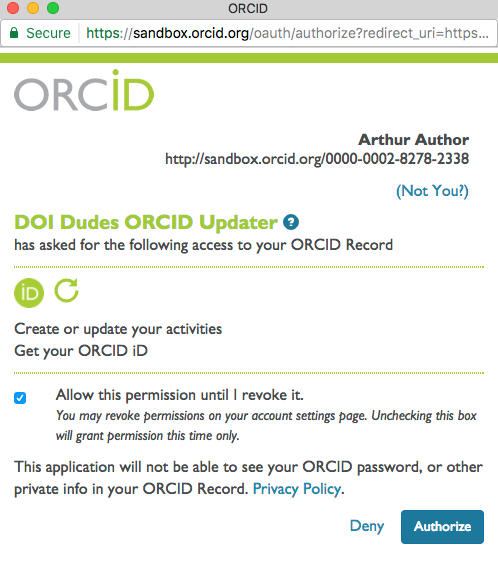 ORCID
Secure https://sandbox.orcid.org/oauth/authorize?redirect_uri=https...
ORCiD
Arthur Author
http://sandbox.orcid.org/0000-0002-8278-2338
(Not You?)
DOI Dudes ORCID Updater ?
has asked for the following access to your ORCID Record
iD
Create or update your activities
Get your ORCID iD
Allow this permission until I revoke it.
You may revoke permissions on your account settings page. Unchecking this box
will grant permission this time only.
This application will not be able to see your ORCID password, or other
private info in your ORCID Record. Privacy Policy.
Deny Authorize